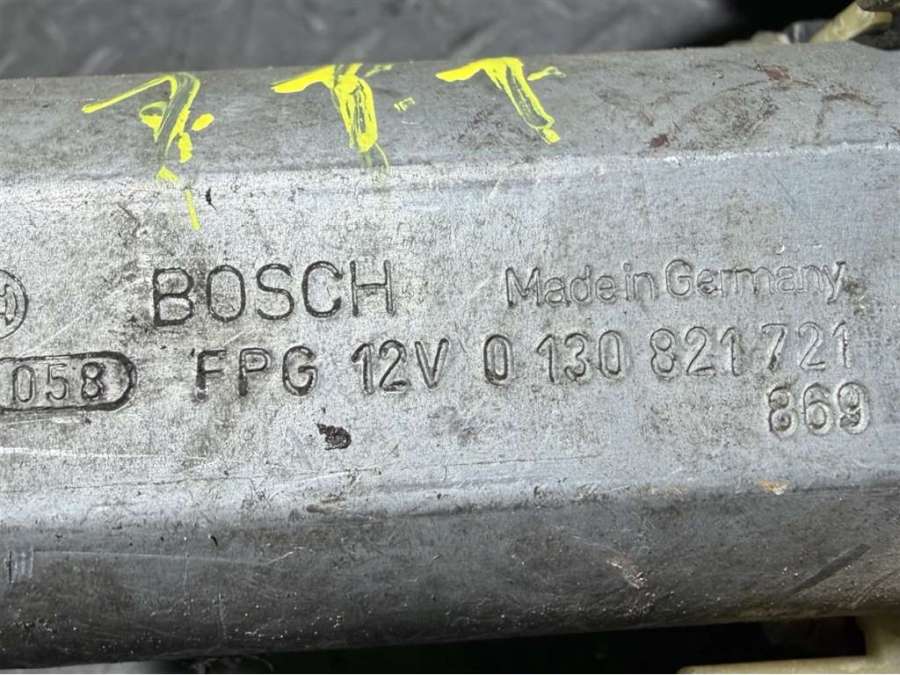 BOSCH Made in Germany
058 FPG 12V 0 130 821 721
869